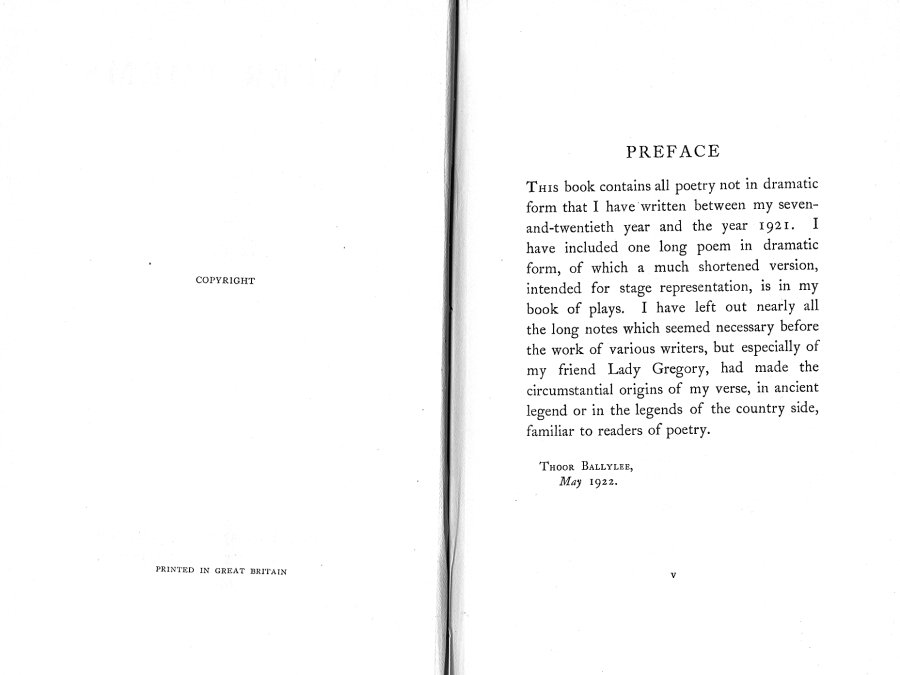 COPYRIGHT
PRINTED IN GREAT BRITAIN
PREFACE
THIS book contains all poetry not in dramatic
form that I have written between my seven-
and-twentieth year and the year 1921. I
have included one long poem in dramatic
form, of which a much shortened version,
intended for stage representation, is in my
book of plays. I have left out nearly all
the long notes which seemed necessary before
the work of various writers, but especially of
my friend Lady Gregory, had made the
circumstantial origins of my verse, in ancient
legend or in the legends of the country side,
familiar to readers of poetry.
THOOR BALLYLEE,
May 1922.
v